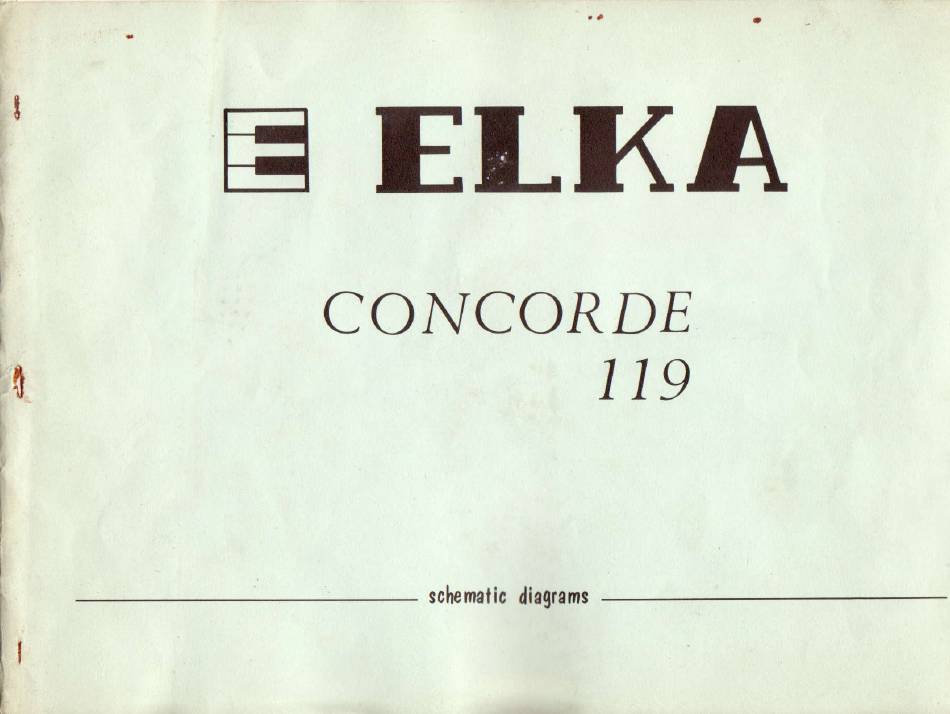 ELKA
CONCORDE
119
schematic diagrams